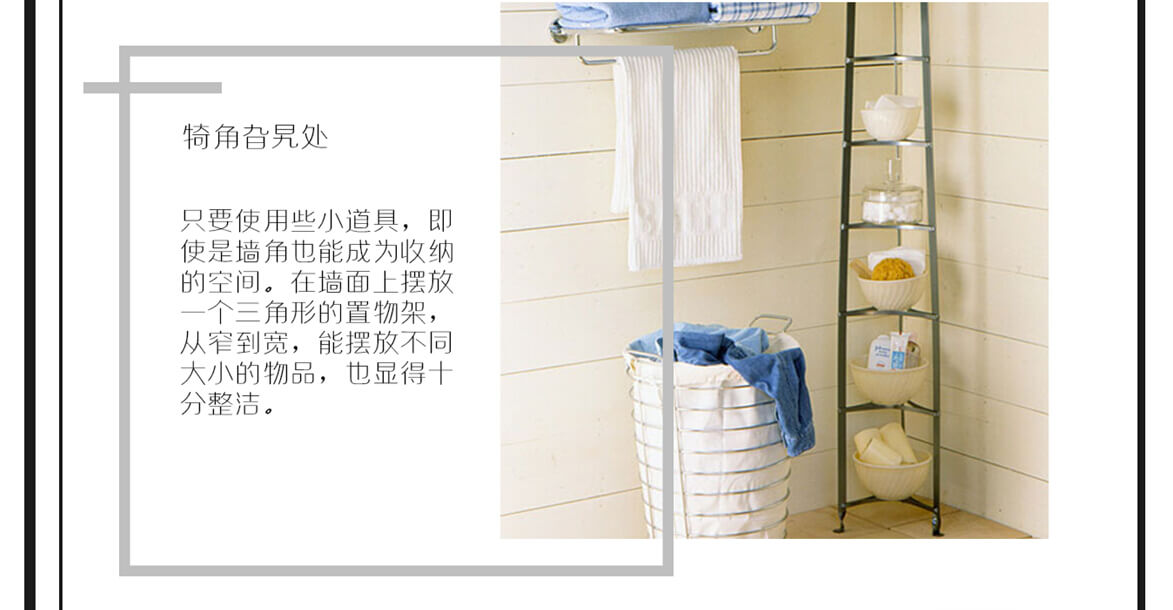 犄角旮旯处
只要使用些小道具，即
使是墙角也能成为收纳
的空间。在墙面上摆放
一个三角形的置物架，
从窄到宽，能摆放不同
大小的物品，也显得十
分整洁。